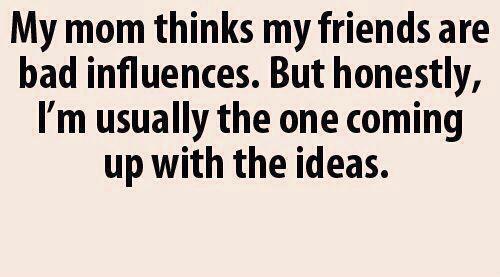 My mom thinks my friends are
bad influences. But honestly,
I'm usually the one coming
up with the ideas.